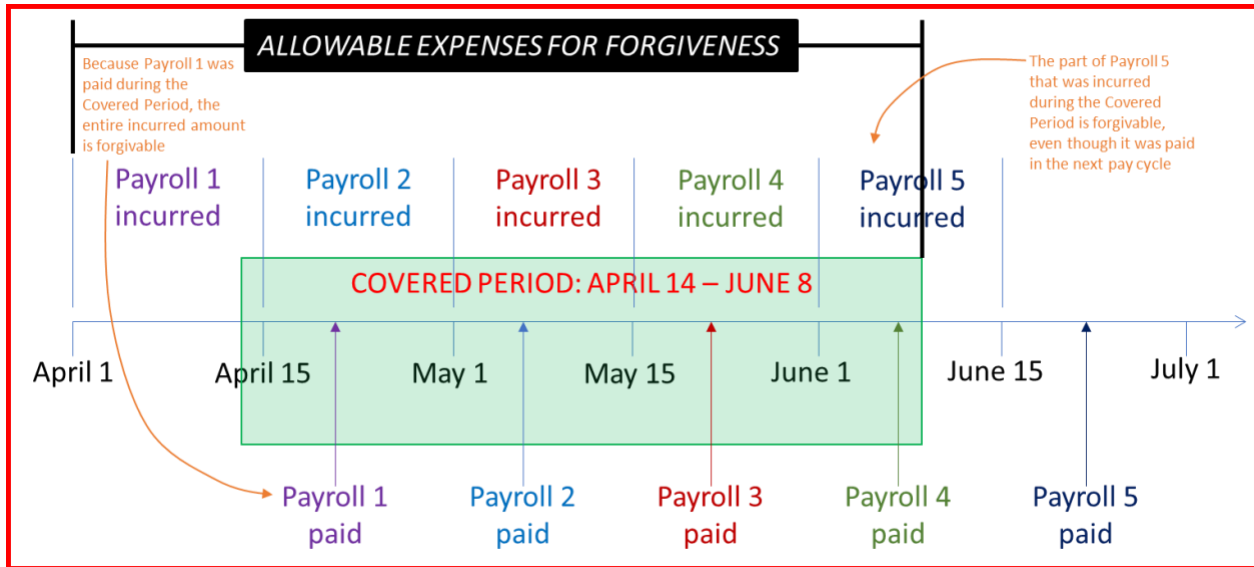 ALLOWABLE EXPENSES FOR FORGIVENESS
Because Payroll 1 was
paid during the
Covered Period, the
entire incurred amount
is forgivable
The part of Payroll 5
that was incurred
during the Covered
Period is forgivable,
even though it was paid
in the next pay cycle
Payroll 1
incurred
Payroll 2
incurred
Payroll 3
incurred
Payroll 4
incurred
Payroll 5
incurred
COVERED PERIOD: APRIL 14 – JUNE 8
April 1
April 15
May 1
May 15
June 1
June 15
July 1
Payroll 1
paid
Payroll 2
paid
Payroll 3
paid
Payroll 4
paid
Payroll 5
paid